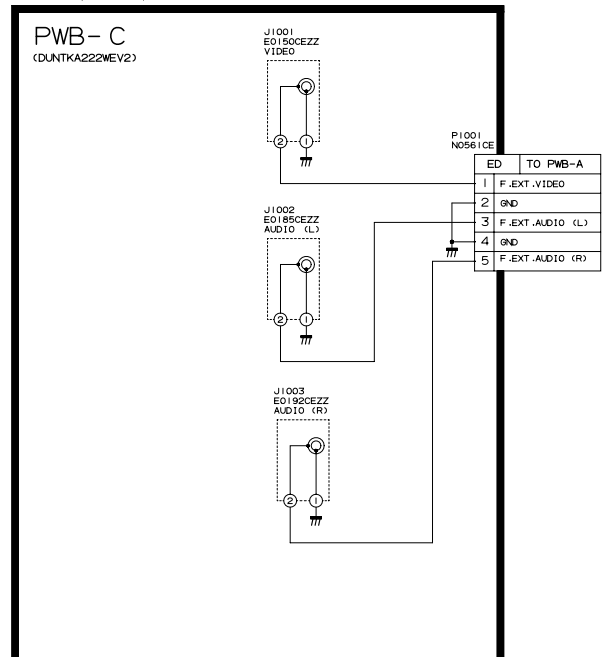 PWB-C
(DUNTKA222WEV2)
J1001
E0150CEZZ
VIDEO
2 1
P1001
N0561CE
ED TO PWB-A
1 F.EXT.VIDEO
2 GND
3 F.EXT.AUDIO (L)
4 GND
5 F.EXT.AUDIO (R)
J1002
E0185CEZZ
AUDIO (L)
2 1
J1003
E0192CEZZ
AUDIO (R)
2 1